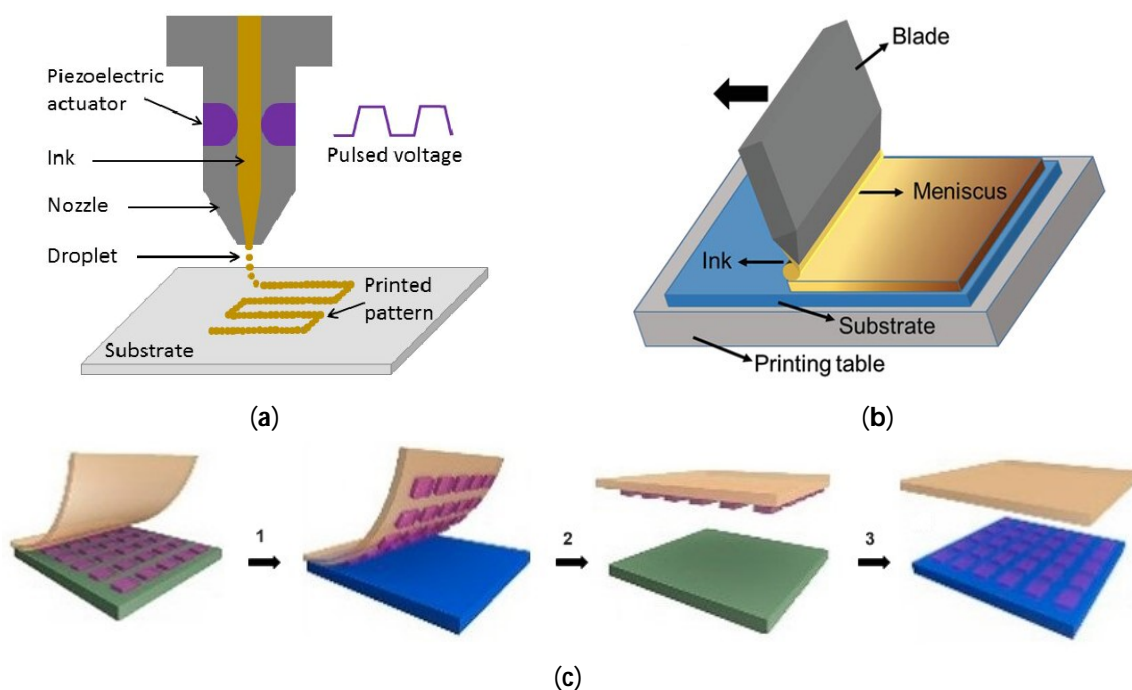 Piezoelectric
actuator
Ink
Nozzle
Droplet
Pulsed voltage
Printed
pattern
Substrate
(a)
Blade
Meniscus
Ink
Substrate
Printing table
(b)
1
2
3
(c)